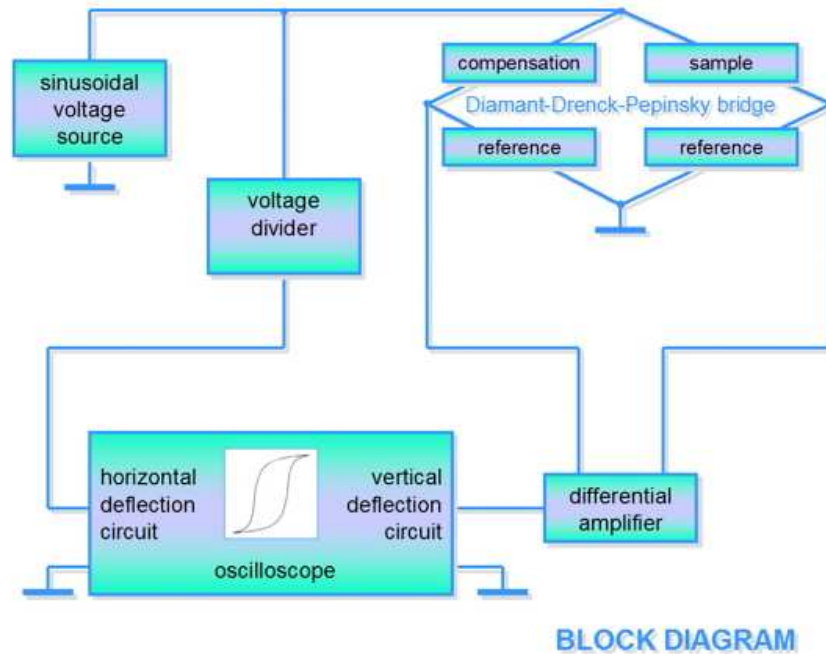 sinusoidal
voltage
source
compensation
sample
Diamant-Drenck-Pepinsky bridge
reference
reference
voltage
divider
horizontal
deflection
circuit
vertical
deflection
circuit
oscilloscope
differential
amplifier
BLOCK DIAGRAM